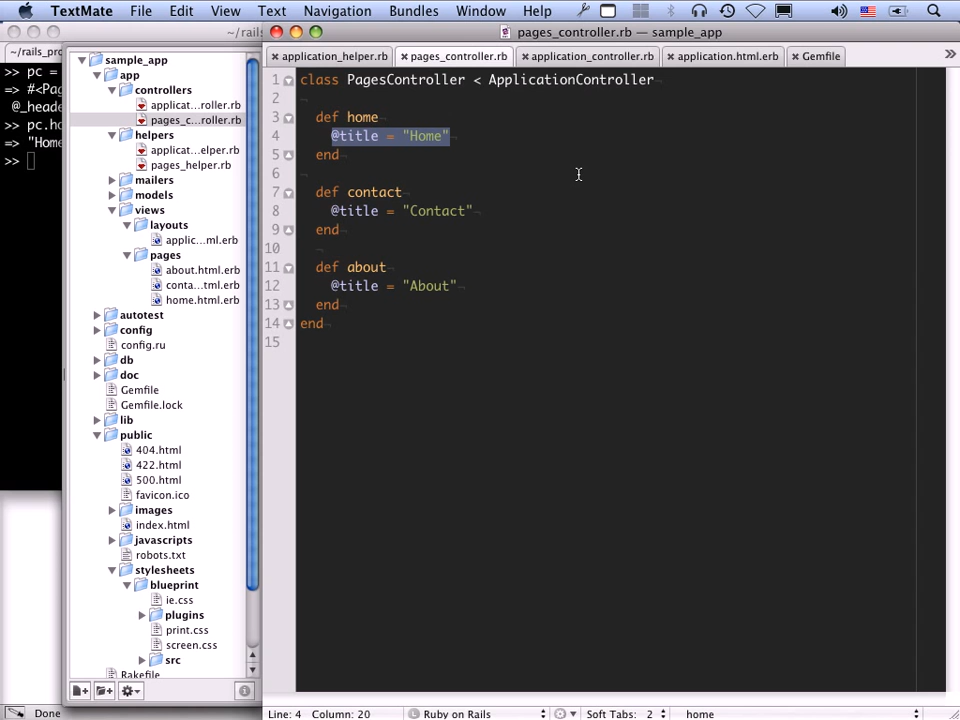 TextMate File Edit View Text Navigation Bundles Window Help
~/rails_pro
~/rails
pages_controller.rb — sample_app
application_helper.rb pages_controller.rb application_controller.rb application.html.erb Gemfile
>> pc =
=> #<Pag
@_heade
>> pc.ho
=> "Home
>>
sample_app
app
controllers
applicat...roller.rb
pages_c...roller.rb
helpers
applicat...elper.rb
pages_helper.rb
mailers
models
views
layouts
applic...ml.erb
pages
about.html.erb
conta...tml.erb
home.html.erb
autotest
config
config.ru
db
doc
Gemfile
Gemfile.lock
lib
public
404.html
422.html
500.html
favicon.ico
images
index.html
javascripts
robots.txt
stylesheets
blueprint
ie.css
plugins
print.css
screen.css
src
Rakefile
1 class PagesController < ApplicationController
2
3 def home
4 @title = "Home"
5 end
6
7 def contact
8 @title = "Contact"
9 end
10
11 def about
12 @title = "About"
13 end
14 end
15
Done
Line: 4 Column: 20 Ruby on Rails Soft Tabs: 2 home